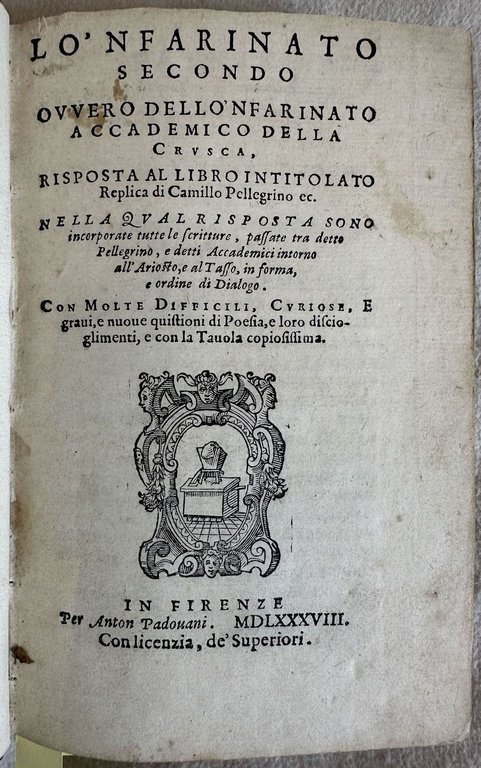 LO'NFARINATO
SECONDO
OVVERO DELLO'NFARINATO
ACCADEMICO DELLA
CRVSCA,
RISPOSTA AL LIBRO INTITOLATO
Replica di Camillo Pellegrino ec.
NELLA QVAL RISPOSTA SONO
incorporate tutte le ſcritture, paſſate tra detto
Pellegrino, e detti Accademici intorno
all'Arioſto, e al Taſſo, in forma,
e ordine di Dialogo.
CON MOLTE DIFFICILI, CVRIOSE, E
graui, e nuoue quiſtioni di Poeſia, e loro diſcio-
glimenti, e con la Tauola copioſiſſima.
IN FIRENZE
Per Anton Padouani. MDLXXXVIII.
Con licenzia, de' Superiori.